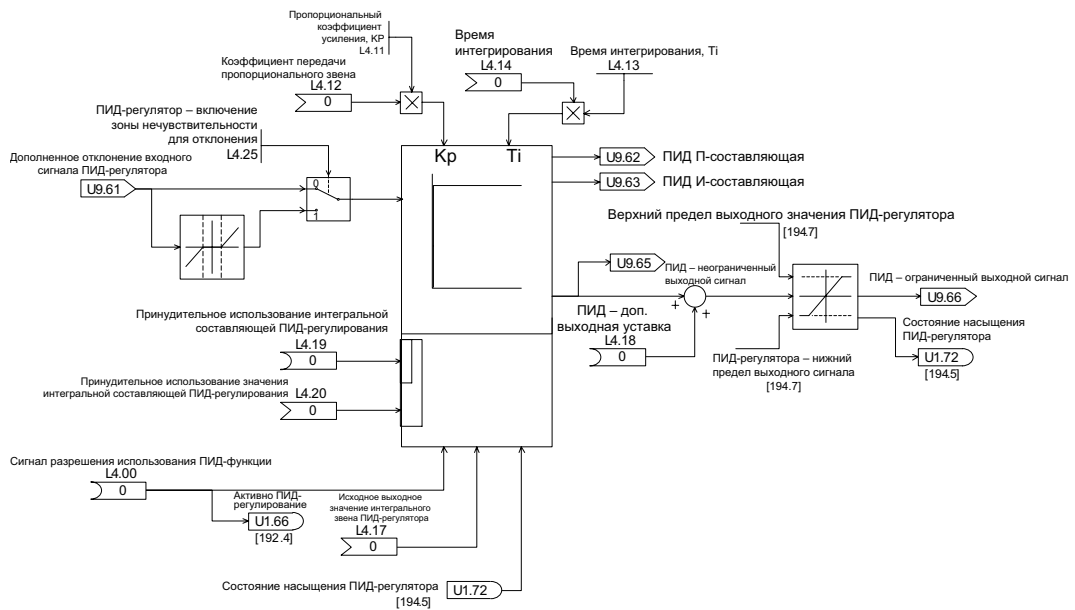 Пропорциональный
коэффициент
усиления, KP
L4.11
Коэффициент передачи
пропорционального звена
L4.12
0
Время
интегрирования
L4.14
0
Время интегрирования, Ti
L4.13
ПИД-регулятор – включение
зоны нечувствительности
для отклонения
L4.25
Дополненное отклонение входного
сигнала ПИД-регулятора
U9.61
0
1
Kp
Ti
U9.62
ПИД П-составляющая
U9.63
ПИД И-составляющая
Верхний предел выходного значения ПИД-регулятора
[194.7]
U9.65
ПИД – неограниченный
выходной сигнал
ПИД – ограниченный выходной сигнал
U9.66
+
+
ПИД – доп.
выходная уставка
L4.18
0
Состояние насыщения
ПИД-регулятора
U1.72
[194.5]
ПИД-регулятора – нижний
предел выходного сигнала
[194.7]
Принудительное использование интегральной
составляющей ПИД-регулирования
L4.19
0
Принудительное использование значения
интегральной составляющей ПИД-регулирования
L4.20
0
Сигнал разрешения использования ПИД-функции
L4.00
0
Активно ПИД-
регулирование
U1.66
[192.4]
Исходное выходное
значение интегрального
звена ПИД-регулятора
L4.17
0
Состояние насыщения ПИД-регулятора
U1.72
[194.5]